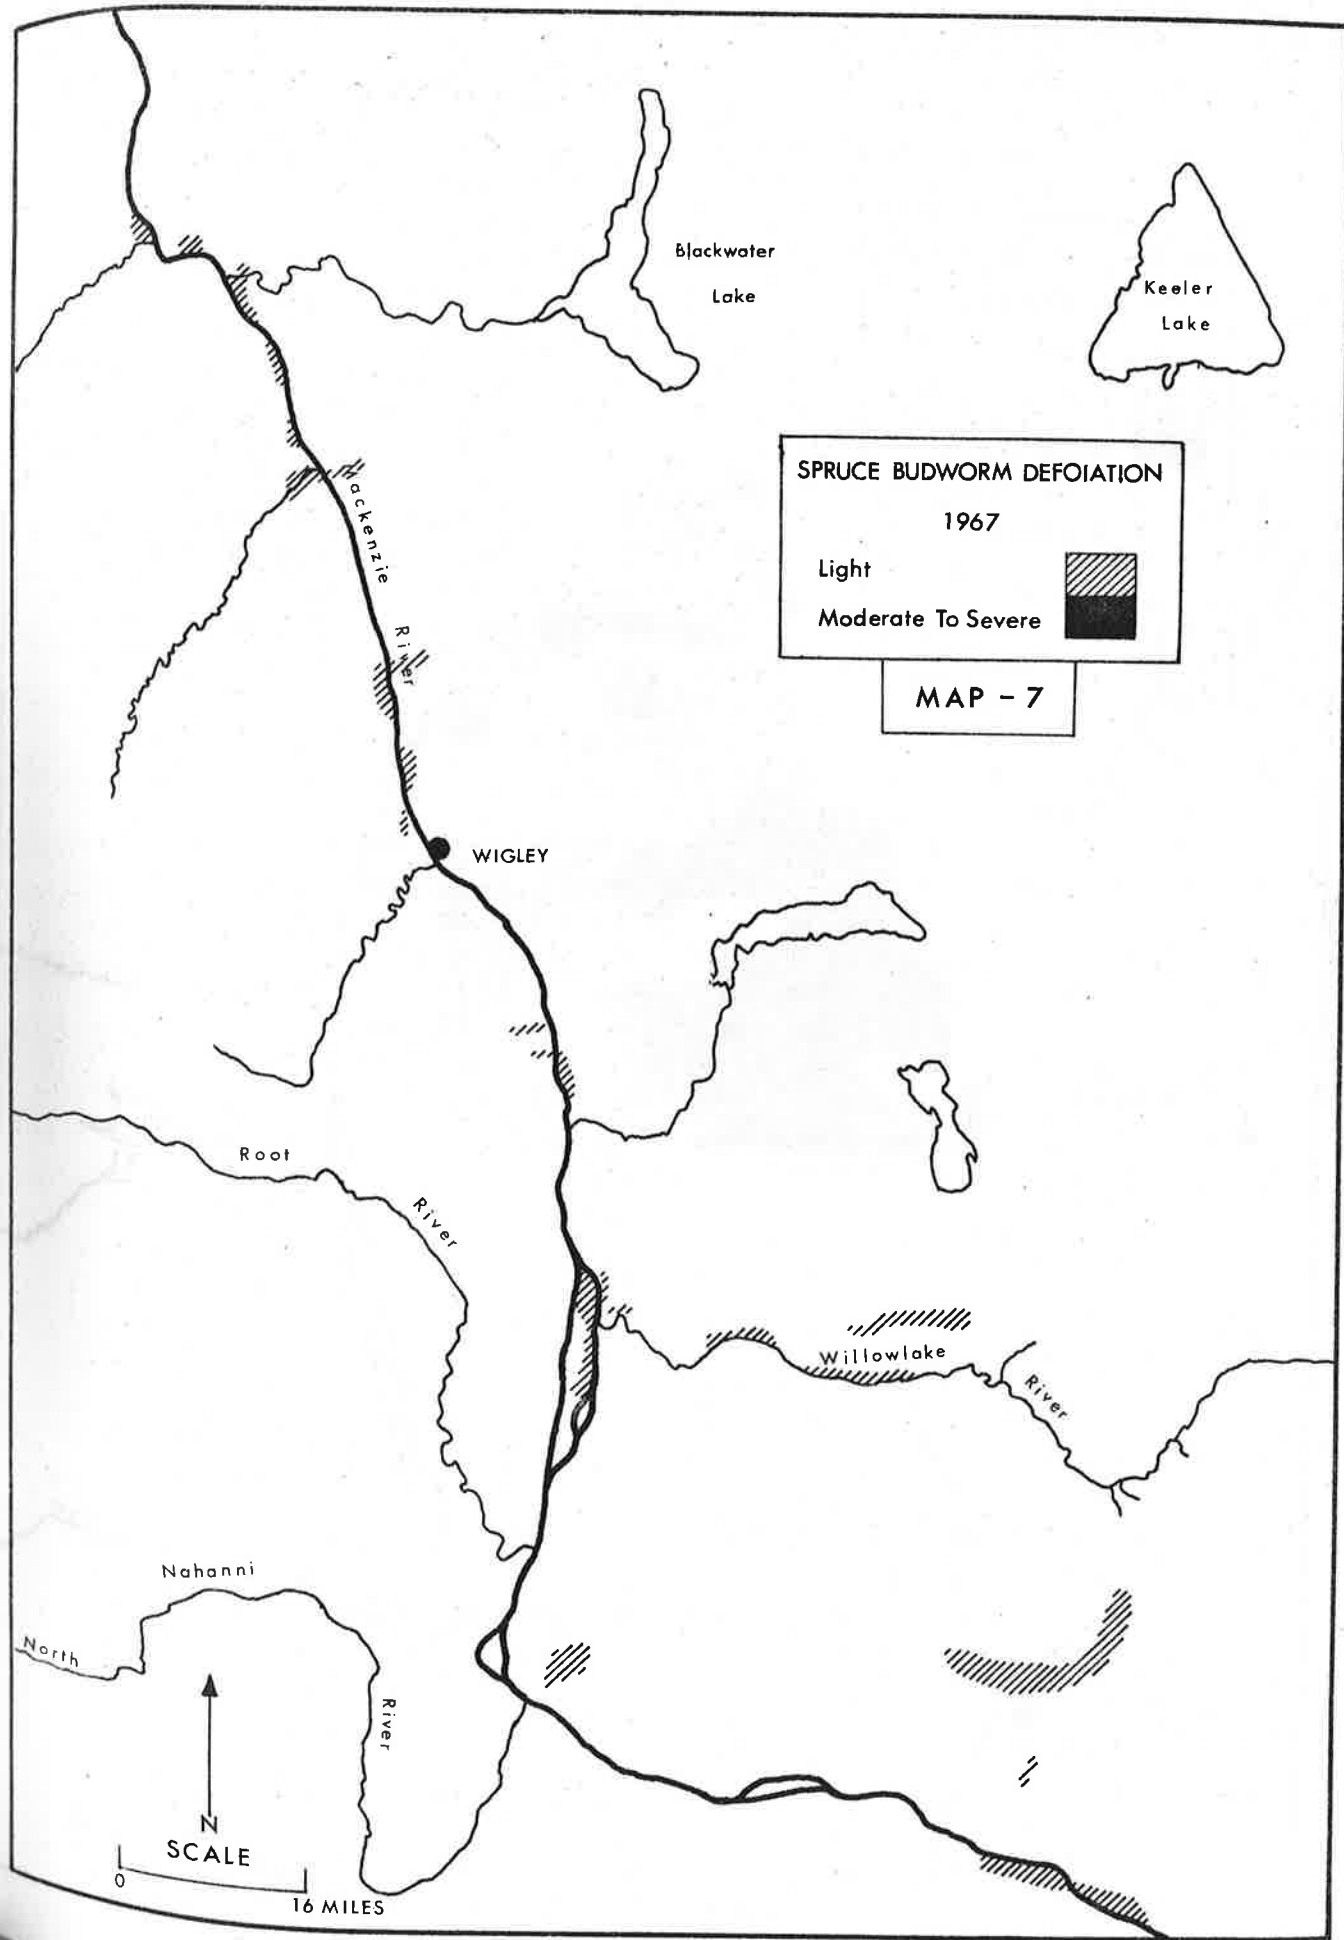 Blackwater
Lake
Keeler
Lake
SPRUCE BUDWORM DEFOIATION
1967
Light
Moderate To Severe
MAP - 7
Mackenzie
River
WIGLEY
Root
River
Willowlake
River
Nahanni
North
River
N
SCALE
0
16 MILES